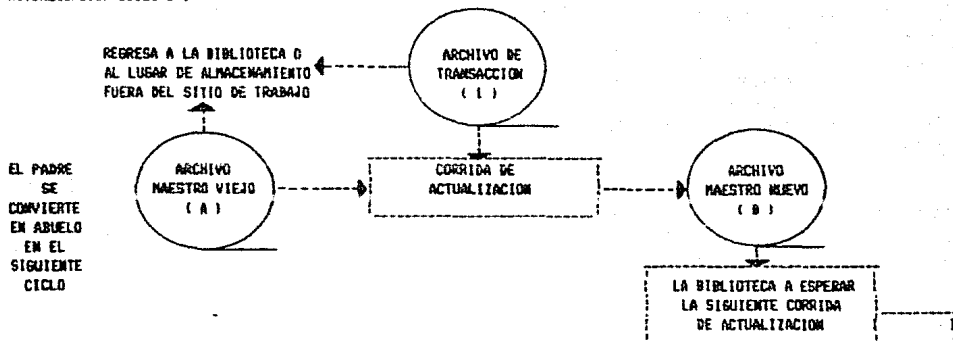 REGRESA A LA BIBLIOTECA O
AL LUGAR DE ALMACENAMIENTO
FUERA DEL SITIO DE TRABAJO
ARCHIVO DE
TRANSACCION
( 1 )
EL PADRE
SE
CONVIERTE
EN ABUELO
EN EL
SIGUIENTE
CICLO
ARCHIVO
MAESTRO VIEJO
( A )
CORRIDA DE
ACTUALIZACION
ARCHIVO
MAESTRO NUEVO
( B )
LA BIBLIOTECA A ESPERAR
LA SIGUIENTE CORRIDA
DE ACTUALIZACION